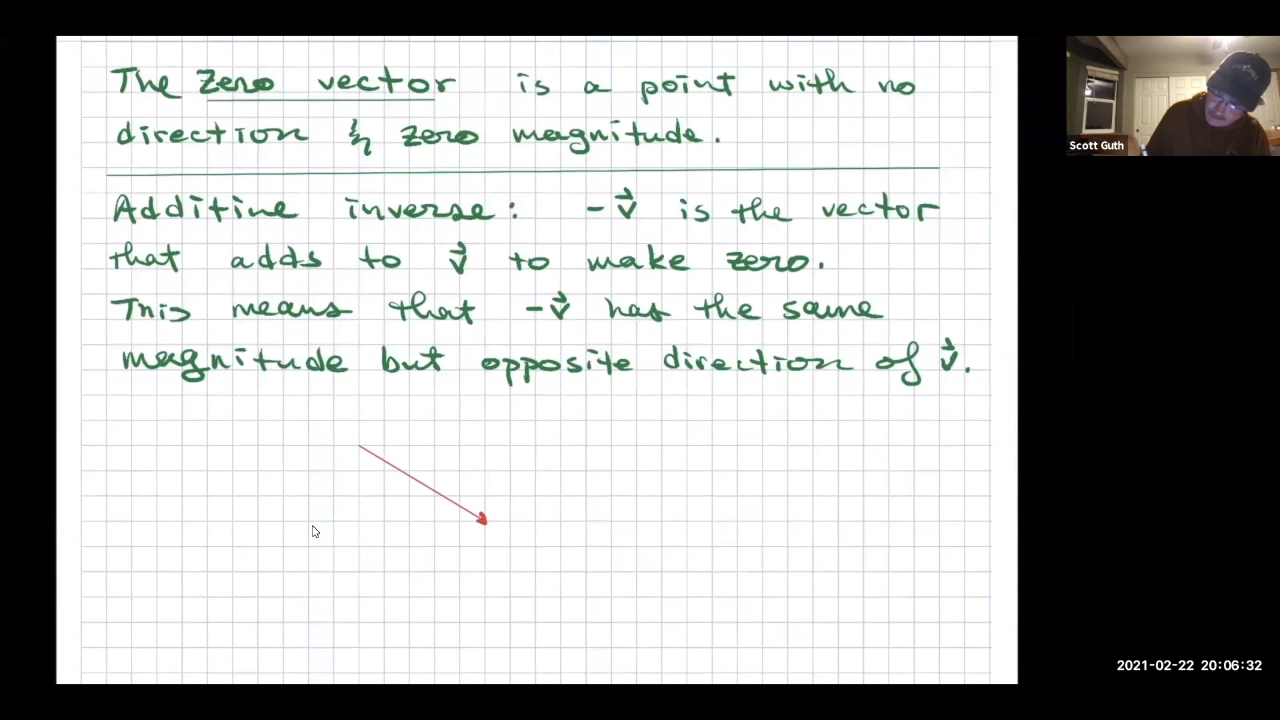 The zero vector is a point with no
direction & zero magnitude.
Additive inverse: -v⃗ is the vector
that adds to v⃗ to make zero.
This means that -v⃗ has the same
magnitude but opposite direction of v⃗.
Scott Guth
2021-02-22 20:06:32